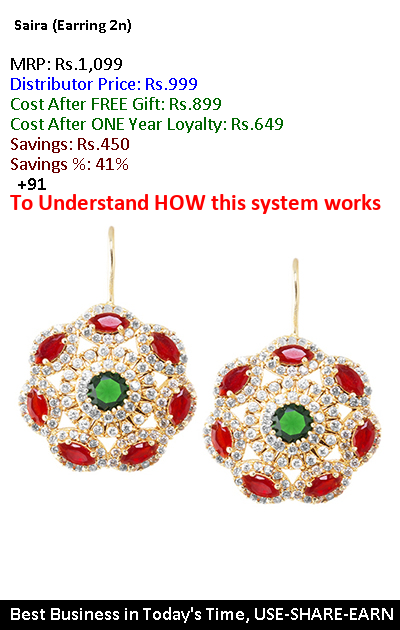 Saira (Earring 2n)
MRP: Rs.1,099
Distributor Price: Rs.999
Cost After FREE Gift: Rs.899
Cost After ONE Year Loyalty: Rs.649
Savings: Rs.450
Savings %: 41%
+91
To Understand HOW this system works
Best Business in Today's Time, USE-SHARE-EARN